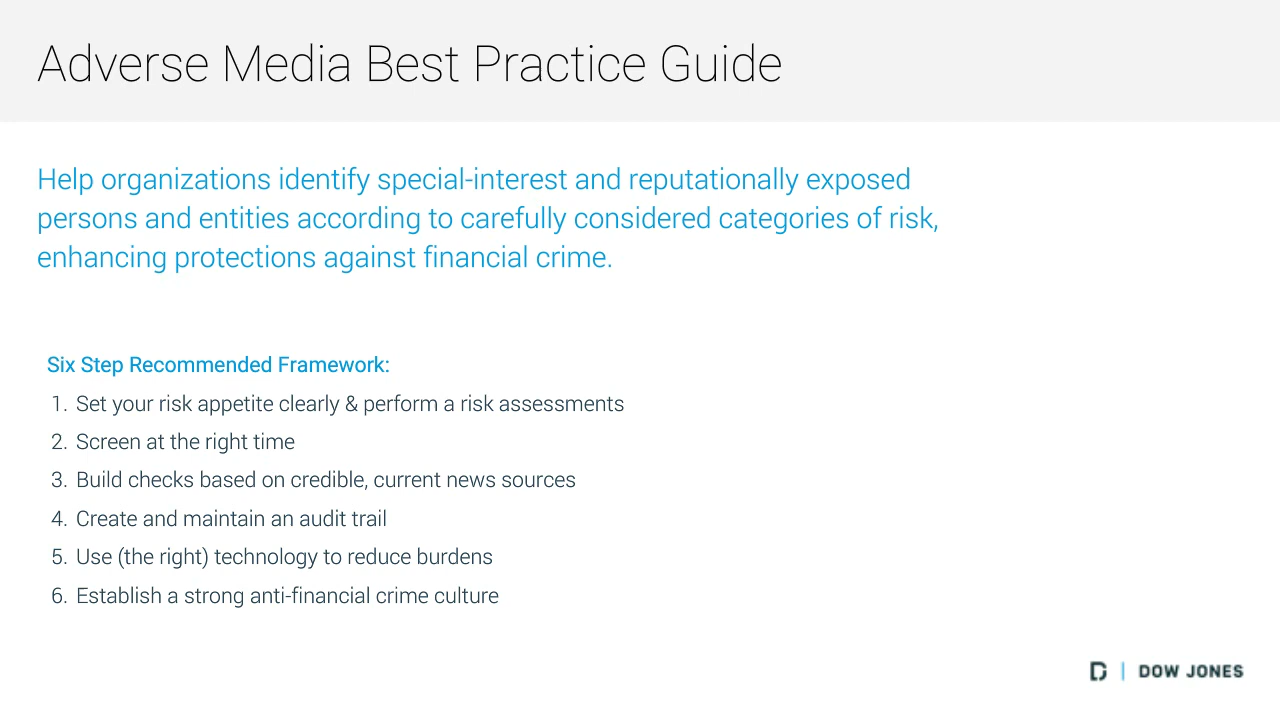 Adverse Media Best Practice Guide
Help organizations identify special-interest and reputationally exposed
persons and entities according to carefully considered categories of risk,
enhancing protections against financial crime.
Six Step Recommended Framework:
1. Set your risk appetite clearly & perform a risk assessments
2. Screen at the right time
3. Build checks based on credible, current news sources
4. Create and maintain an audit trail
5. Use (the right) technology to reduce burdens
6. Establish a strong anti-financial crime culture
D | DOW JONES